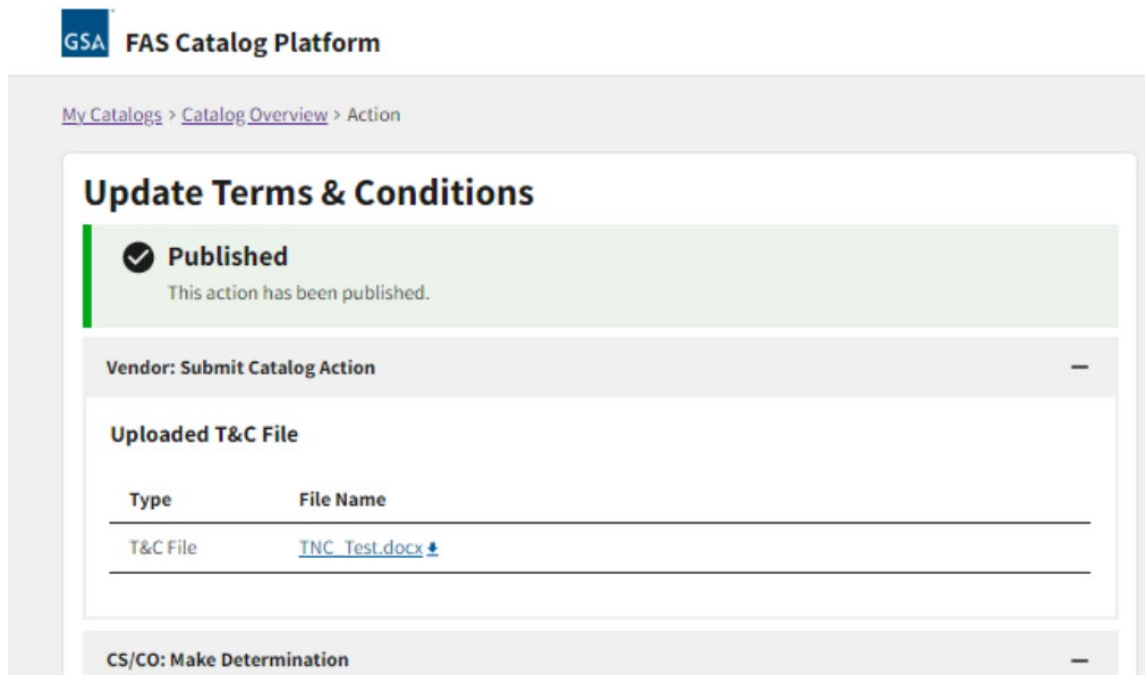 GSA FAS Catalog Platform
My Catalogs > Catalog Overview > Action
Update Terms & Conditions
Published
This action has been published.
Vendor: Submit Catalog Action
Uploaded T&C File
Type File Name
T&C File TNC_Test.docx
CS/CO: Make Determination